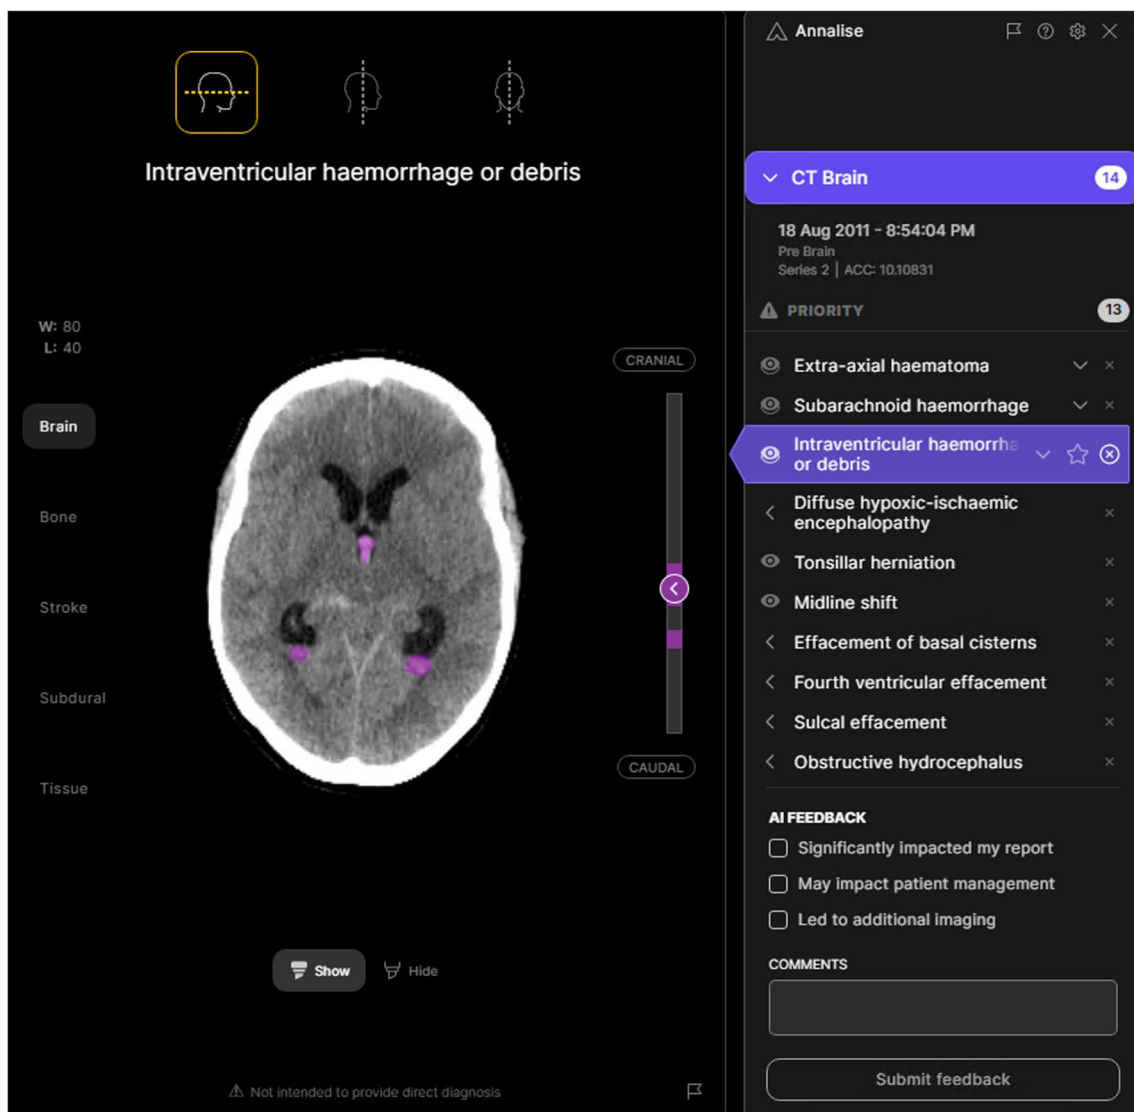 Annalise
Intraventricular haemorrhage or debris
CT Brain
14
18 Aug 2011 - 8:54:04 PM
Pre Brain
Series 2 | ACC: 10.10831
PRIORITY
13
W: 80
L: 40
CRANIAL
Brain
Bone
Stroke
Subdural
Tissue
CAUDAL
Extra-axial haematoma
Subarachnoid haemorrhage
Intraventricular haemorrha
or debris
Diffuse hypoxic-ischaemic
encephalopathy
Tonsillar herniation
Midline shift
Effacement of basal cisterns
Fourth ventricular effacement
Sulcal effacement
Obstructive hydrocephalus
AI FEEDBACK
Significantly impacted my report
May impact patient management
Led to additional imaging
COMMENTS
Show
Hide
Submit feedback
Not intended to provide direct diagnosis